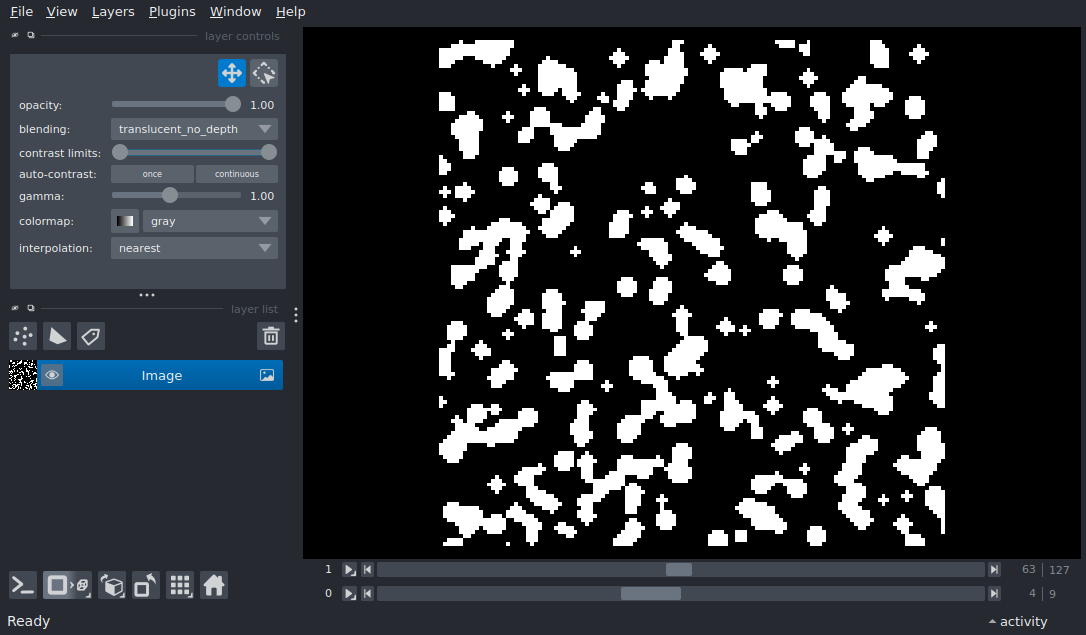 File View Layers Plugins Window Help
layer controls
opacity: 1.00
blending: translucent_no_depth
contrast limits:
auto-contrast: once continuous
gamma: 1.00
colormap: gray
interpolation: nearest
layer list
Image
1 63 127
0 4 9
Ready activity